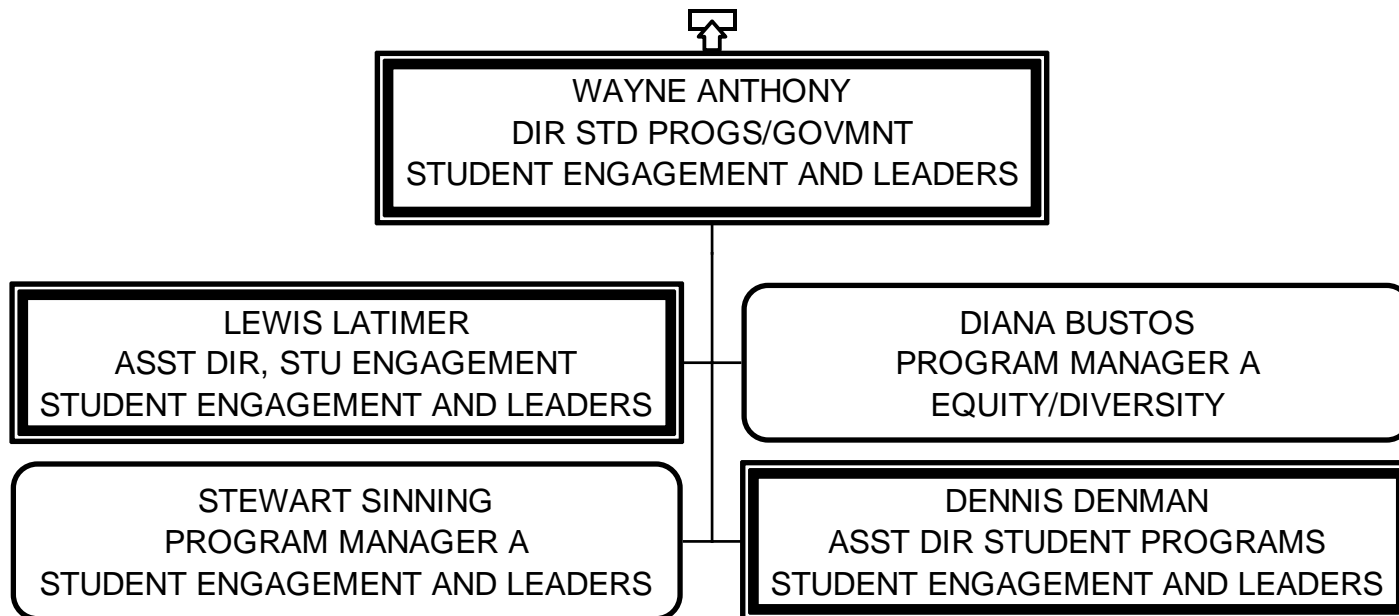 WAYNE ANTHONY
DIR STD PROGS/GOVMNT
STUDENT ENGAGEMENT AND LEADERS
LEWIS LATIMER
ASST DIR, STU ENGAGEMENT
STUDENT ENGAGEMENT AND LEADERS
DIANA BUSTOS
PROGRAM MANAGER A
EQUITY/DIVERSITY
STEWART SINNING
PROGRAM MANAGER A
STUDENT ENGAGEMENT AND LEADERS
DENNIS DENMAN
ASST DIR STUDENT PROGRAMS
STUDENT ENGAGEMENT AND LEADERS